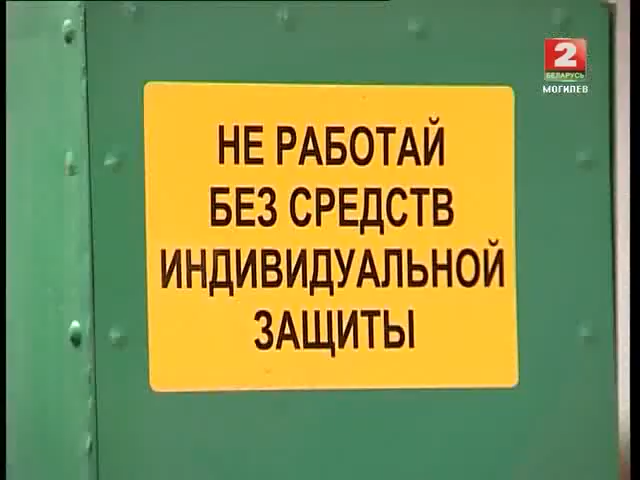 2
БЕЛАРУСЬ
МОГИЛЕВ
НЕ РАБОТАЙ
БЕЗ СРЕДСТВ
ИНДИВИДУАЛЬНОЙ
ЗАЩИТЫ